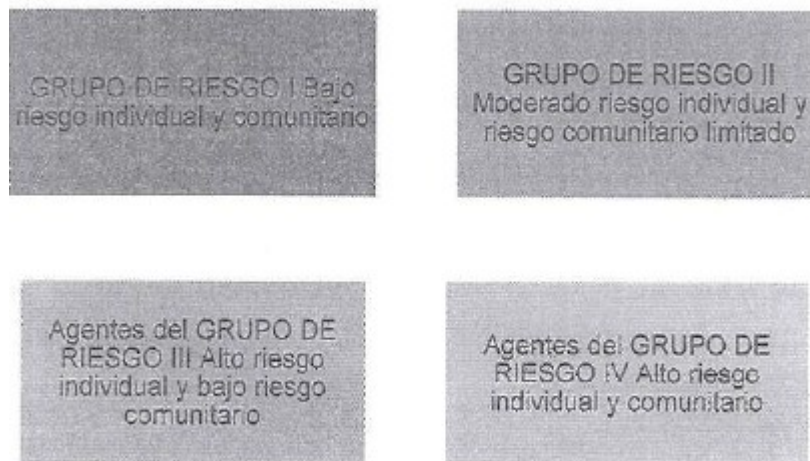 GRUPO DE RIESGO I Bajo
riesgo individual y comunitario
GRUPO DE RIESGO II
Moderado riesgo individual y
riesgo comunitario limitado
Agentes del GRUPO DE
RIESGO III Alto riesgo
individual y bajo riesgo
comunitario
Agentes del GRUPO DE
RIESGO IV Alto riesgo
individual y comunitario